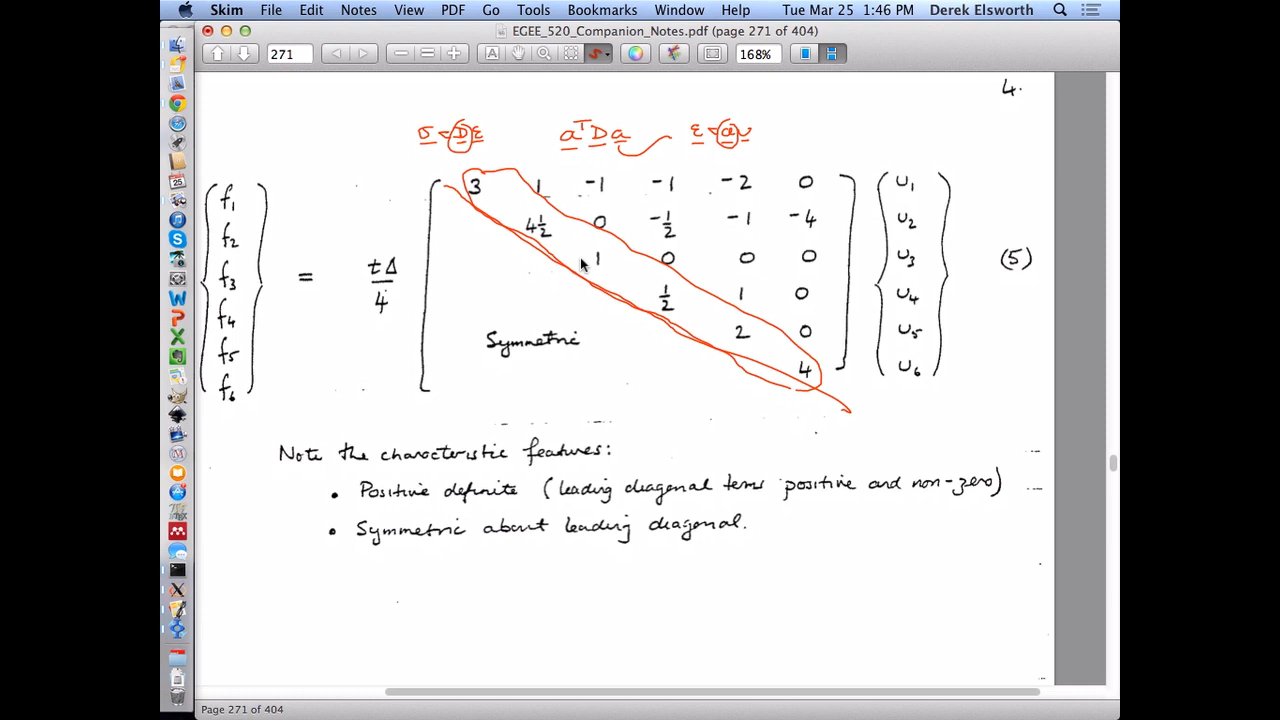 Skim File Edit Notes View PDF Go Tools Bookmarks Window Help Tue Mar 25 1:46 PM Derek Elsworth
EGEE_520_Companion_Notes.pdf (page 271 of 404)
271 168%
4.
σ = D ε aᵀ D a ε = a u
f₁ 3 1 -1 -1 -2 0 u₁
f₂ 4½ 0 -½ -1 -4 u₂
f₃ = tΔ/4 1 0 0 0 u₃ (5)
f₄ ½ 1 0 u₄
f₅ Symmetric 2 0 u₅
f₆ 4 u₆
Note the characteristic features:
• Positive definite (leading diagonal terms positive and non-zero)
• Symmetric about leading diagonal.
Page 271 of 404